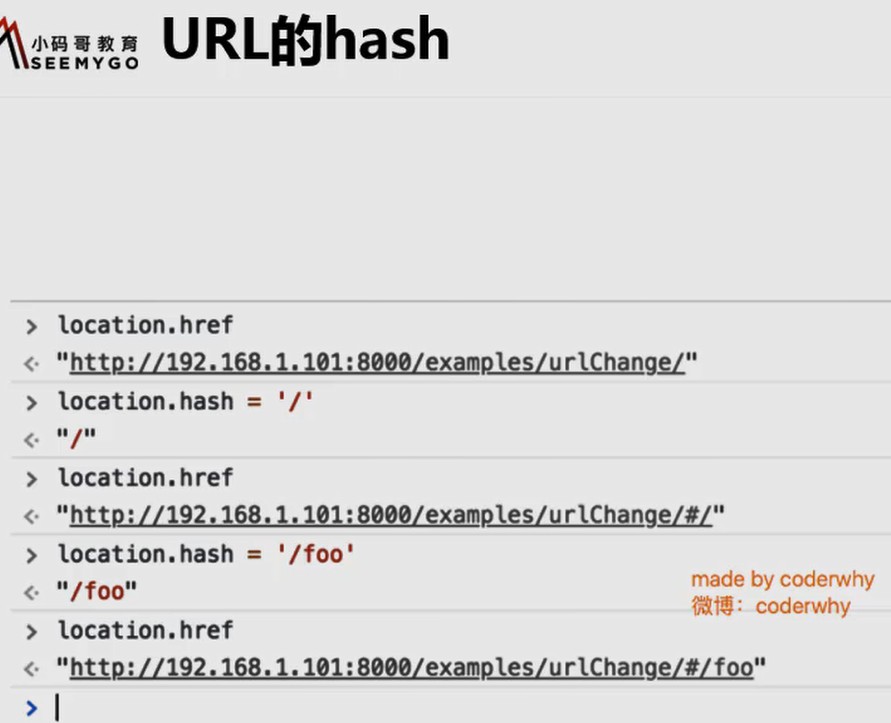 小码哥教育
SEEMYGO
URL的hash
> location.href
<· "http://192.168.1.101:8000/examples/urlChange/"
> location.hash = '/'
<· "/"
> location.href
<· "http://192.168.1.101:8000/examples/urlChange/#/"
> location.hash = '/foo'
<· "/foo"
made by coderwhy
微博：coderwhy
> location.href
<· "http://192.168.1.101:8000/examples/urlChange/#/foo"
>